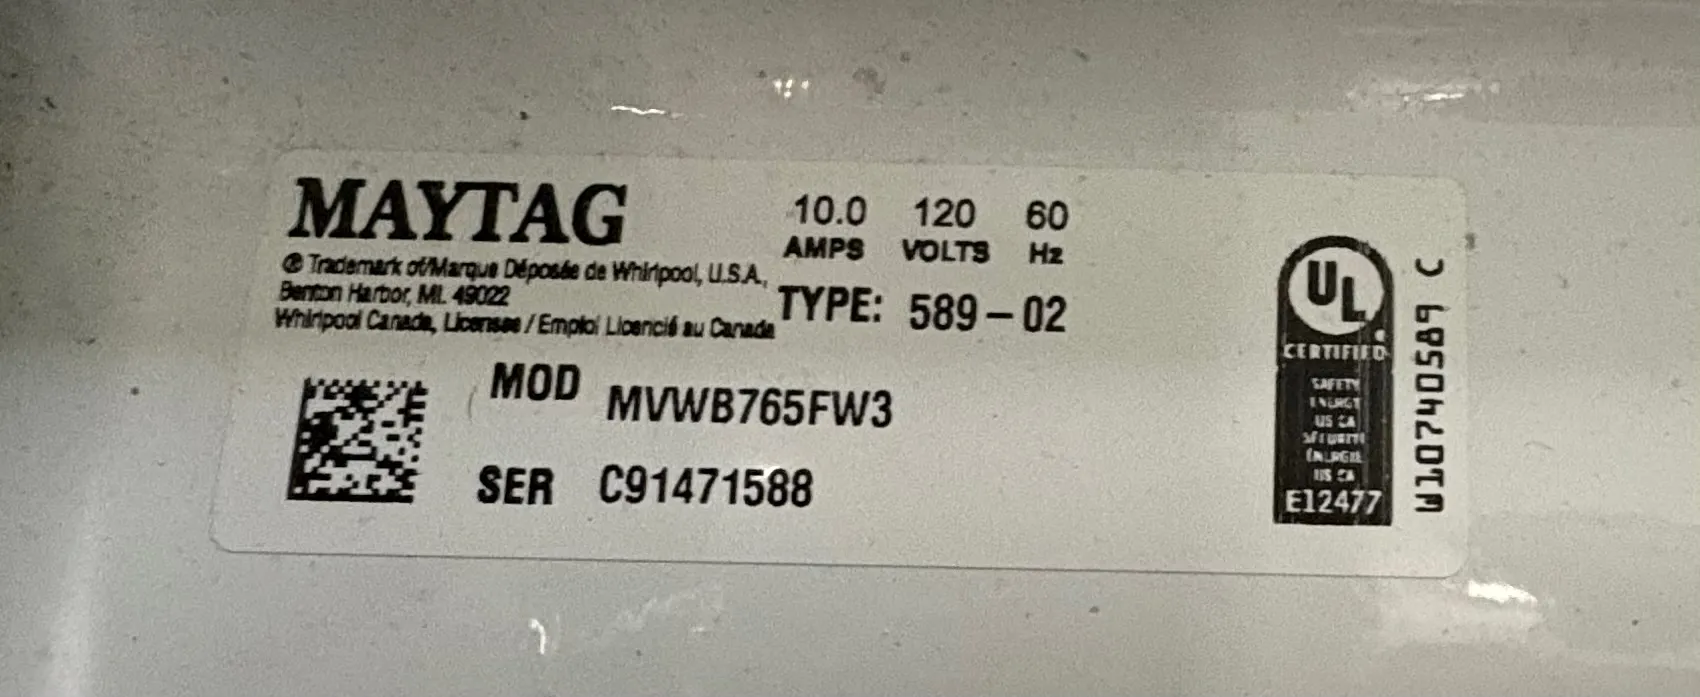 MAYTAG
® Trademark of/Marque Déposée de Whirlpool, U.S.A.,
Benton Harbor, MI. 49022
Whirlpool Canada, Licensee / Emploi Licencié au Canada
10.0 120 60
AMPS VOLTS Hz
TYPE: 589-02
MOD MVWB765FW3
SER C91471588
UL
CERTIFIED
SAFETY
ENERGY
US CA
SÉCURITÉ
ÉNERGIE
US CA
E12477
W10740589 C